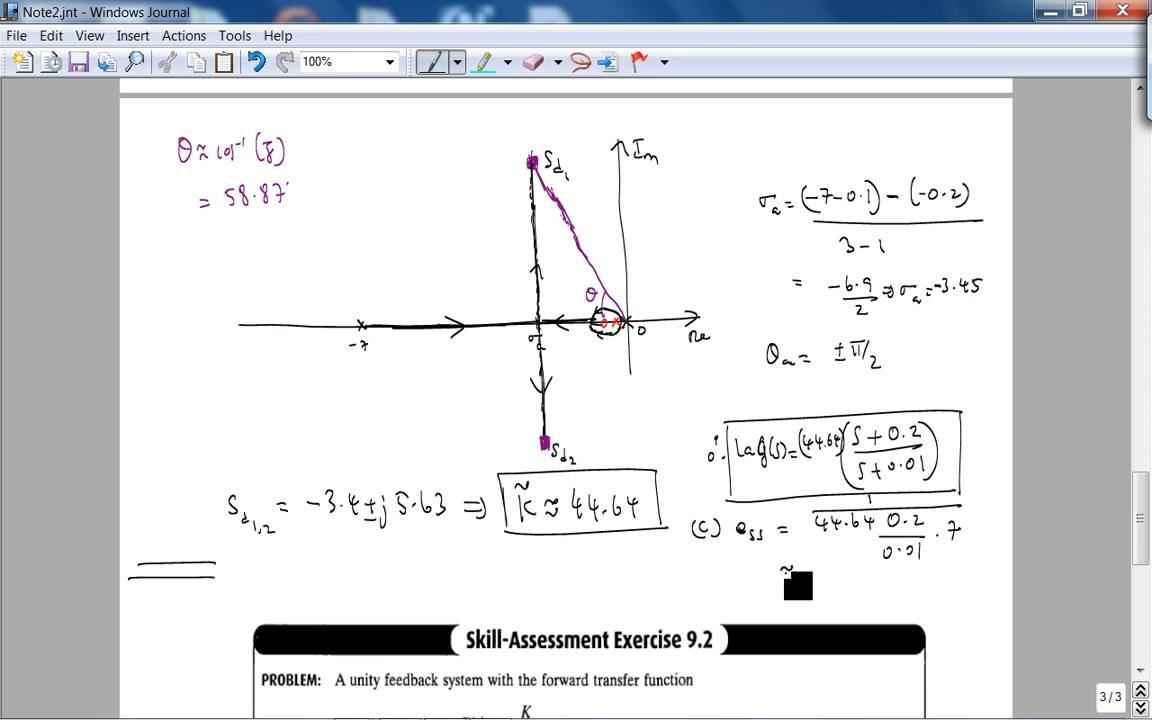 Note2.jnt - Windows Journal
File Edit View Insert Actions Tools Help
100%
θ ≈ cos⁻¹ (ξ)
= 58.87°
Sd₁
Im
θ
-7
σa
0
Re
Sd₂
σa = (-7-0.1) - (-0.2)
3-1
= -6.9/2 ⇒ σa = -3.45
θa = ±π/2
Lag(s) = (44.64) (s+0.2 / s+0.01)
Sd₁,₂ = -3.4 ± j 5.63 ⇒ K̃ ≈ 44.64
(c) ess = 1 / 44.64 0.2/0.01 . 7
≈
Skill-Assessment Exercise 9.2
PROBLEM: A unity feedback system with the forward transfer function
K
3/3